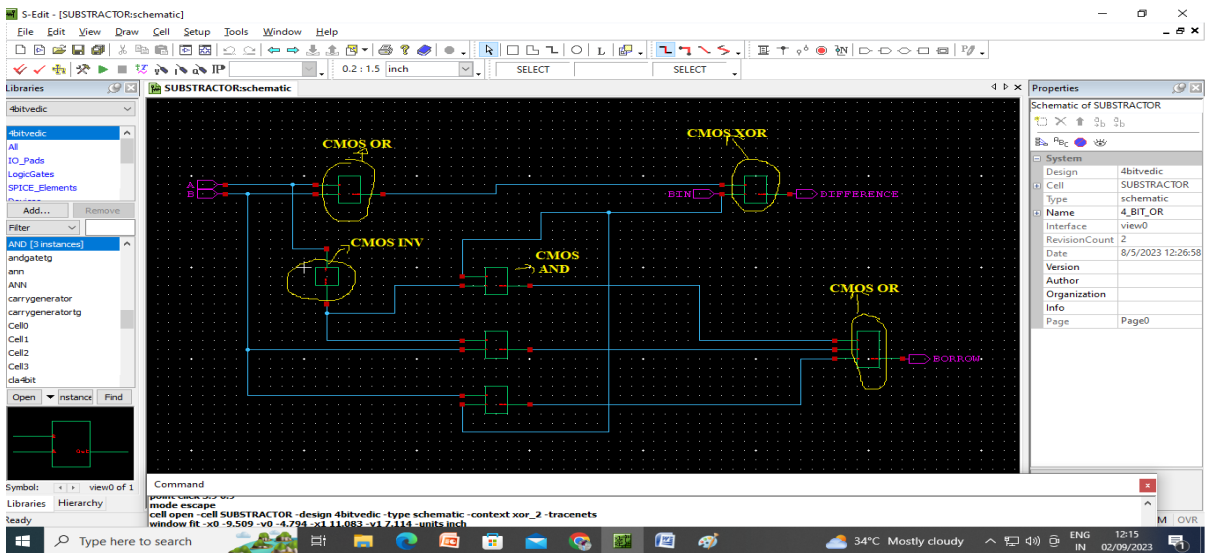 S-Edit - [SUBSTRACTOR:schematic]
File Edit View Draw Cell Setup Tools Window Help
0.2 : 1.5 inch SELECT SELECT
Libraries
SUBSTRACTOR:schematic
Properties
4bitvedic
Schematic of SUBSTRACTOR
4bitvedic
All
IO_Pads
LogicGates
SPICE_Elements
Devices
Add... Remove
Filter
AND [3 instances]
andgatetg
ann
ANN
carrygenerator
carrygeneratortg
Cell0
Cell1
Cell2
Cell3
cla4bit
Open nstance Find
Symbol: view0 of 1
Libraries Hierarchy
Ready
CMOS OR
CMOS XOR
A
B
BIN
DIFFERENCE
CMOS INV
CMOS
AND
CMOS OR
BORROW
System
Design 4bitvedic
Cell SUBSTRACTOR
Type schematic
Name 4_BIT_OR
Interface view0
RevisionCount 2
Date 8/5/2023 12:26:58
Version
Author
Organization
Info
Page Page0
Command
mode escape
cell open -cell SUBSTRACTOR -design 4bitvedic -type schematic -context xor_2 -tracenets
window fit -x0 -9.509 -y0 -4.794 -x1 11.083 -y1 7.114 -units inch
M OVR
Type here to search
34°C Mostly cloudy
ENG
IN
12:15
02/09/2023